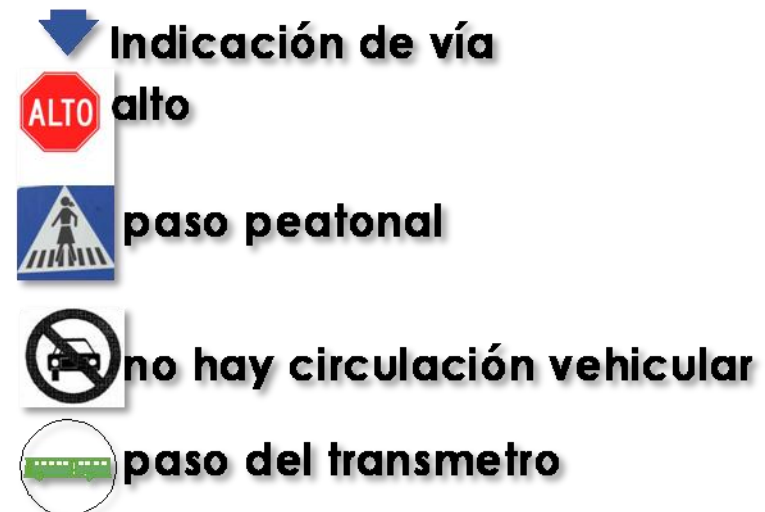 Indicación de vía
ALTO alto
paso peatonal
no hay circulación vehicular
paso del transmetro